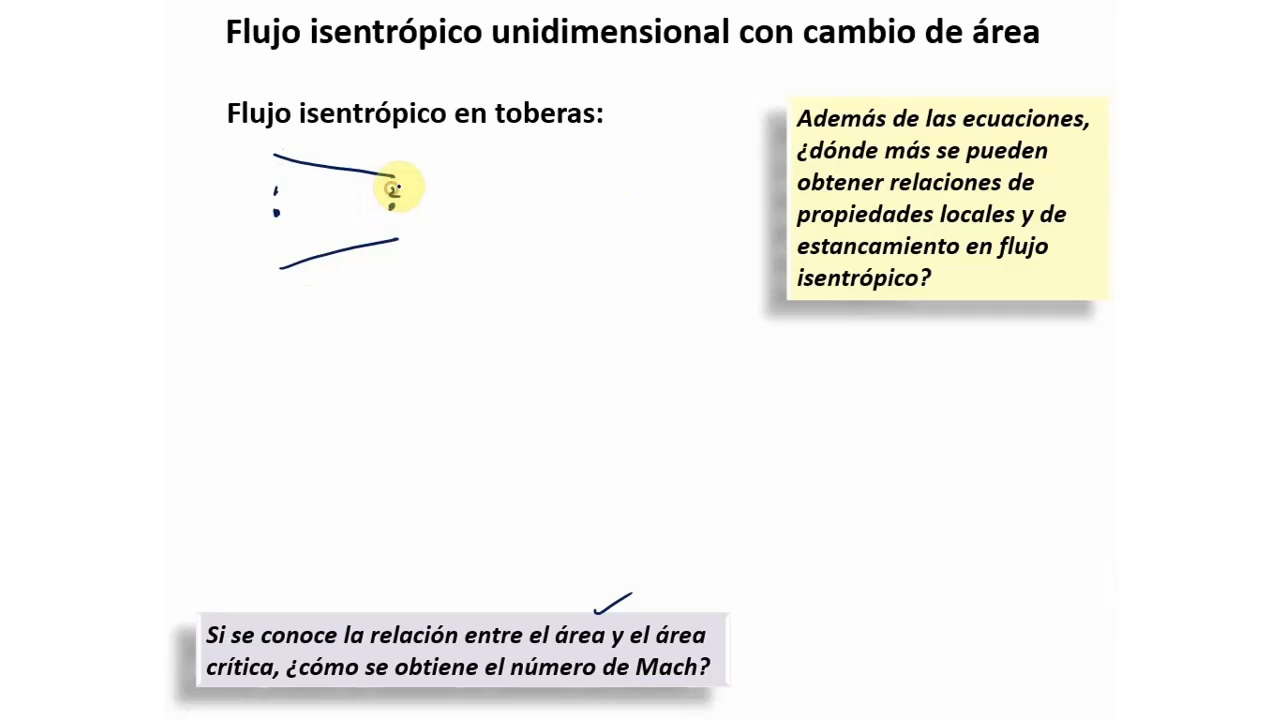 Flujo isentrópico unidimensional con cambio de área
Flujo isentrópico en toberas:
1
2
Además de las ecuaciones,
¿dónde más se pueden
obtener relaciones de
propiedades locales y de
estancamiento en flujo
isentrópico?
Si se conoce la relación entre el área y el área
crítica, ¿cómo se obtiene el número de Mach?